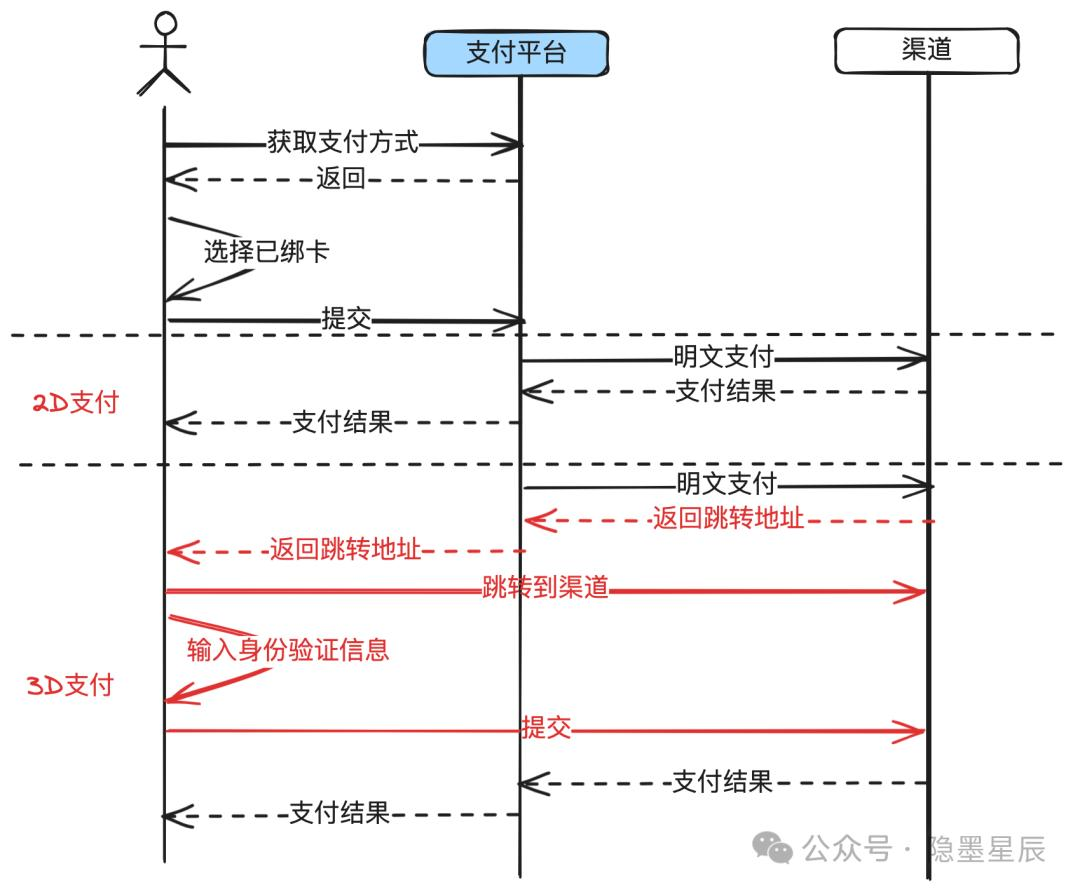 支付平台
渠道
获取支付方式
返回
选择已绑卡
提交
明文支付
支付结果
2D支付
支付结果
明文支付
返回跳转地址
返回跳转地址
跳转到渠道
输入身份验证信息
3D支付
提交
支付结果
支付结果
公众号 · 隐墨星辰